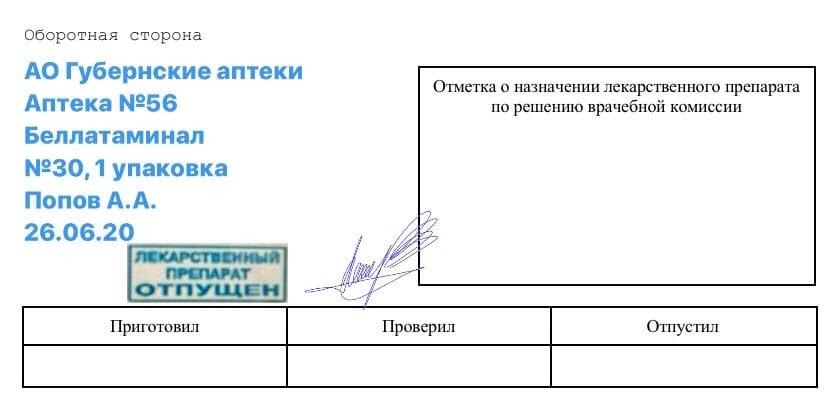 Оборотная сторона
АО Губернские аптеки
Аптека №56
Беллатаминал
№30, 1 упаковка
Попов А.А.
26.06.20
ЛЕКАРСТВЕННЫЙ
ПРЕПАРАТ
ОТПУЩЕН
Отметка о назначении лекарственного препарата
по решению врачебной комиссии
Приготовил Проверил Отпустил